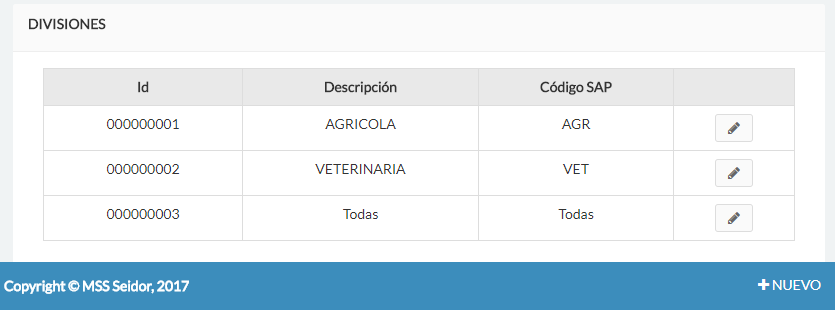 DIVISIONES
Id Descripción Código SAP
000000001 AGRICOLA AGR
000000002 VETERINARIA VET
000000003 Todas Todas
Copyright © MSS Seidor, 2017 NUEVO